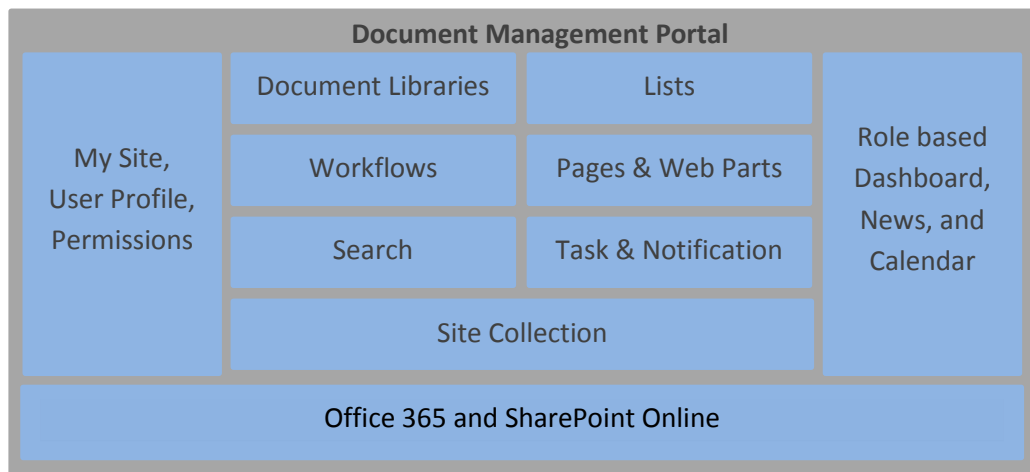 Document Management Portal
My Site,
User Profile,
Permissions
Document Libraries
Lists
Workflows
Pages & Web Parts
Search
Task & Notification
Site Collection
Role based
Dashboard,
News, and
Calendar
Office 365 and SharePoint Online